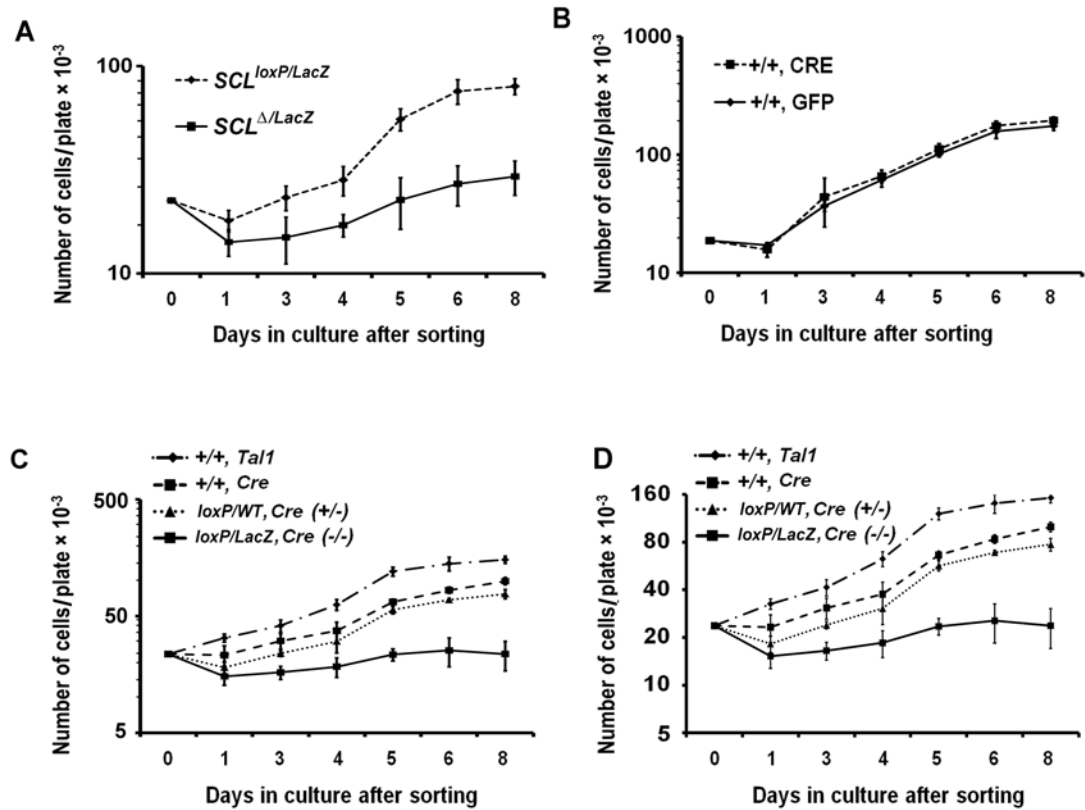 A
Number of cells/plate × 10⁻³
100
10
SCL^loxP/LacZ
SCL^Δ/LacZ
0 1 3 4 5 6 8
Days in culture after sorting
B
Number of cells/plate × 10⁻³
1000
100
10
+/+, CRE
+/+, GFP
0 1 3 4 5 6 8
Days in culture after sorting
C
+/+, Tal1
+/+, Cre
loxP/WT, Cre (+/-)
loxP/LacZ, Cre (-/-)
Number of cells/plate × 10⁻³
500
50
5
0 1 3 4 5 6 8
Days in culture after sorting
D
+/+, Tal1
+/+, Cre
loxP/WT, Cre (+/-)
loxP/LacZ, Cre (-/-)
Number of cells/plate × 10⁻³
160
80
40
20
10
5
0 1 3 4 5 6 8
Days in culture after sorting